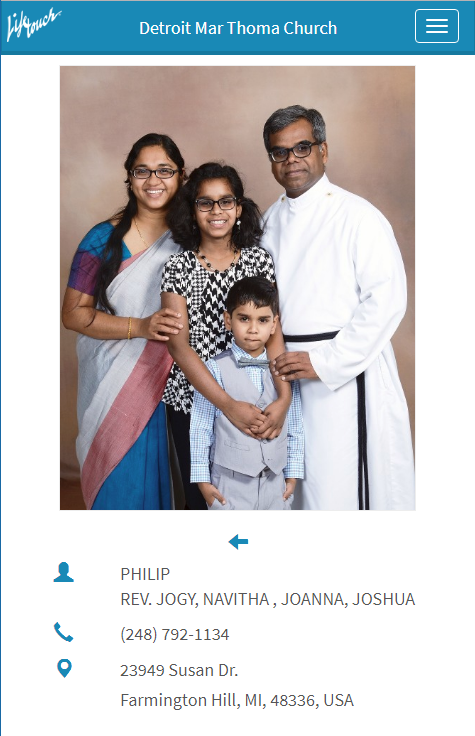 Lifetouch
Detroit Mar Thoma Church
PHILIP
REV. JOGY, NAVITHA , JOANNA, JOSHUA
(248) 792-1134
23949 Susan Dr.
Farmington Hill, MI, 48336, USA